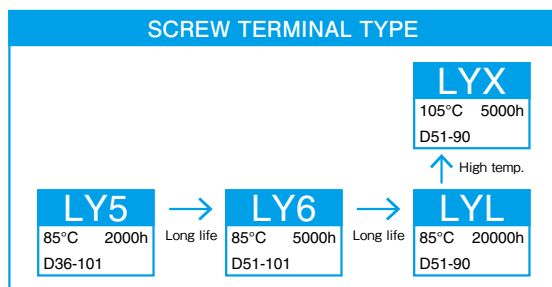 SCREW TERMINAL TYPE
LYX
105°C 5000h
D51-90
High temp.
LY5
85°C 2000h
D36-101
Long life
LY6
85°C 5000h
D51-101
Long life
LYL
85°C 20000h
D51-90